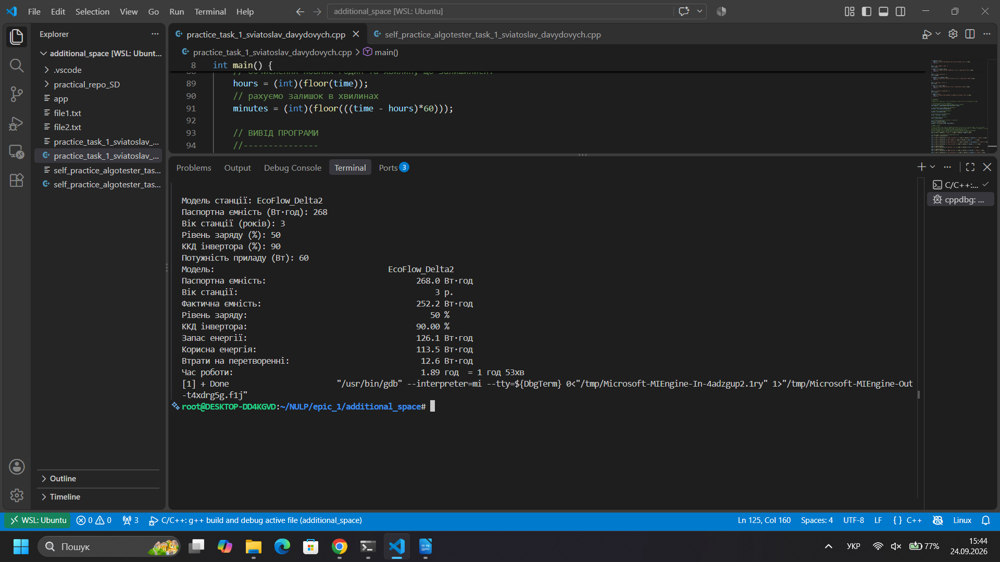 File Edit Selection View Go Run Terminal Help
additional_space [WSL: Ubuntu]
Explorer
additional_space [WSL: Ubunt...
.vscode
practical_repo_SD
app
file1.txt
file2.txt
practice_task_1_sviatoslav_...
practice_task_1_sviatoslav_...
self_practice_algotester_tas...
self_practice_algotester_tas...
Outline
Timeline
practice_task_1_sviatoslav_davydovych.cpp
self_practice_algotester_task_1_sviatoslav_davydovych.cpp
practice_task_1_sviatoslav_davydovych.cpp > main()
8 int main() {
89 hours = (int)(floor(time));
90 // рахуємо залишок в хвилинах
91 minutes = (int)(floor(((time - hours)*60)));
92
93 // ВИВІД ПРОГРАМИ
94 //---------------
Problems Output Debug Console Terminal Ports 3
C/C++:...
cppdbg: ...
Модель станції: EcoFlow_Delta2
Паспортна ємність (Вт·год): 268
Вік станції (років): 3
Рівень заряду (%): 50
ККД інвертора (%): 90
Потужність приладу (Вт): 60
Модель: EcoFlow_Delta2
Паспортна ємність: 268.0 Вт·год
Вік станції: 3 р.
Фактична ємність: 252.2 Вт·год
Рівень заряду: 50 %
ККД інвертора: 90.00 %
Запас енергії: 126.1 Вт·год
Корисна енергія: 113.5 Вт·год
Втрати на перетворенні: 12.6 Вт·год
Час роботи: 1.89 год = 1 год 53хв
[1] + Done "/usr/bin/gdb" --interpreter=mi --tty=${DbgTerm} 0<"/tmp/Microsoft-MIEngine-In-4adzgup2.1ry" 1>"/tmp/Microsoft-MIEngine-Out
-t4xdrg5g.f1j"
root@DESKTOP-DD4KGVD:~/NULP/epic_1/additional_space#
WSL: Ubuntu 0 0 3 C/C++: g++ build and debug active file (additional_space) Ln 125, Col 160 Spaces: 4 UTF-8 LF { } C++ Linux
Пошук
УКР
77%
15:44
24.09.2026